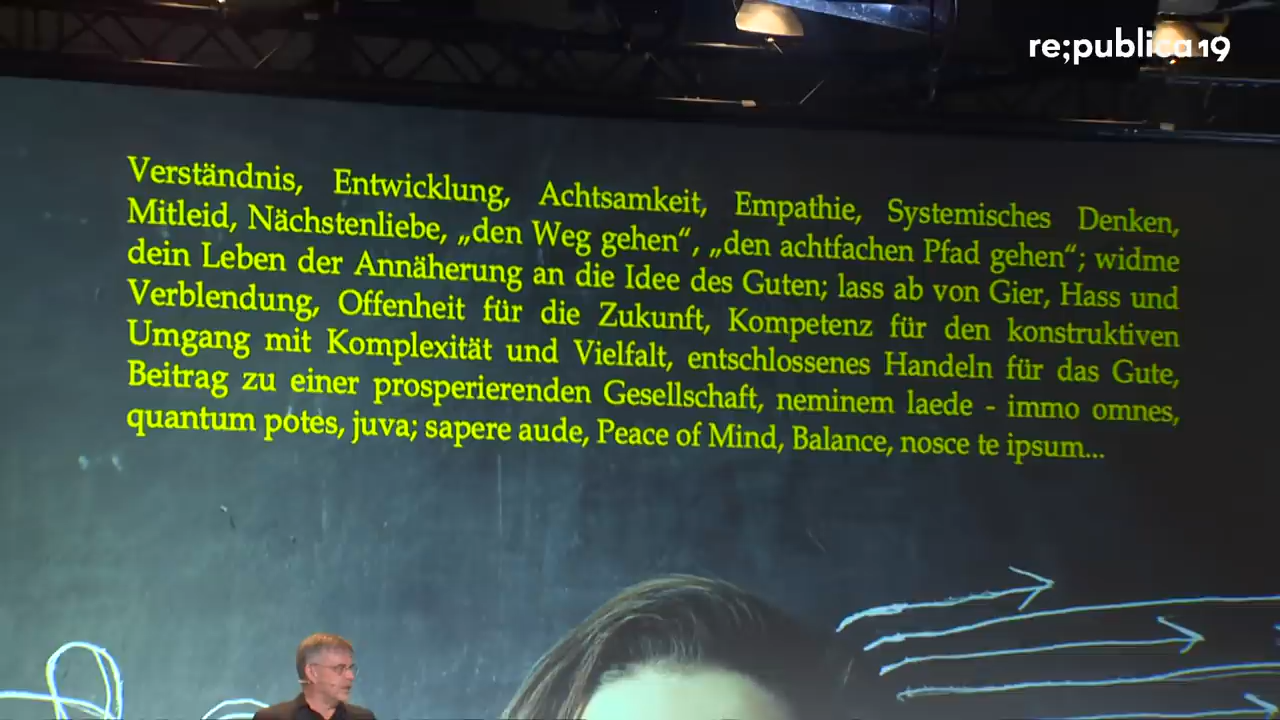 re;publica19
Verständnis, Entwicklung, Achtsamkeit, Empathie, Systemisches Denken,
Mitleid, Nächstenliebe, „den Weg gehen“, „den achtfachen Pfad gehen“; widme
dein Leben der Annäherung an die Idee des Guten; lass ab von Gier, Hass und
Verblendung, Offenheit für die Zukunft, Kompetenz für den konstruktiven
Umgang mit Komplexität und Vielfalt, entschlossenes Handeln für das Gute,
Beitrag zu einer prosperierenden Gesellschaft, neminem laede - immo omnes,
quantum potes, juva; sapere aude, Peace of Mind, Balance, nosce te ipsum...